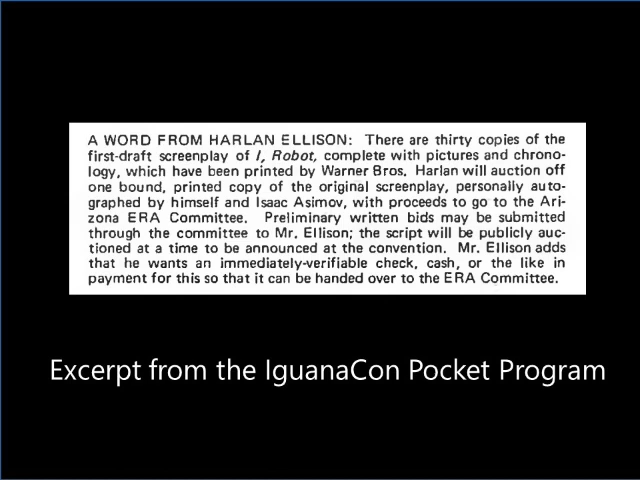 A WORD FROM HARLAN ELLISON: There are thirty copies of the
first-draft screenplay of I, Robot, complete with pictures and chrono-
logy, which have been printed by Warner Bros. Harlan will auction off
one bound, printed copy of the original screenplay, personally auto-
graphed by himself and Isaac Asimov, with proceeds to go to the Ari-
zona ERA Committee. Preliminary written bids may be submitted
through the committee to Mr. Ellison; the script will be publicly auc-
tioned at a time to be announced at the convention. Mr. Ellison adds
that he wants an immediately-verifiable check, cash, or the like in
payment for this so that it can be handed over to the ERA Committee.
Excerpt from the IguanaCon Pocket Program